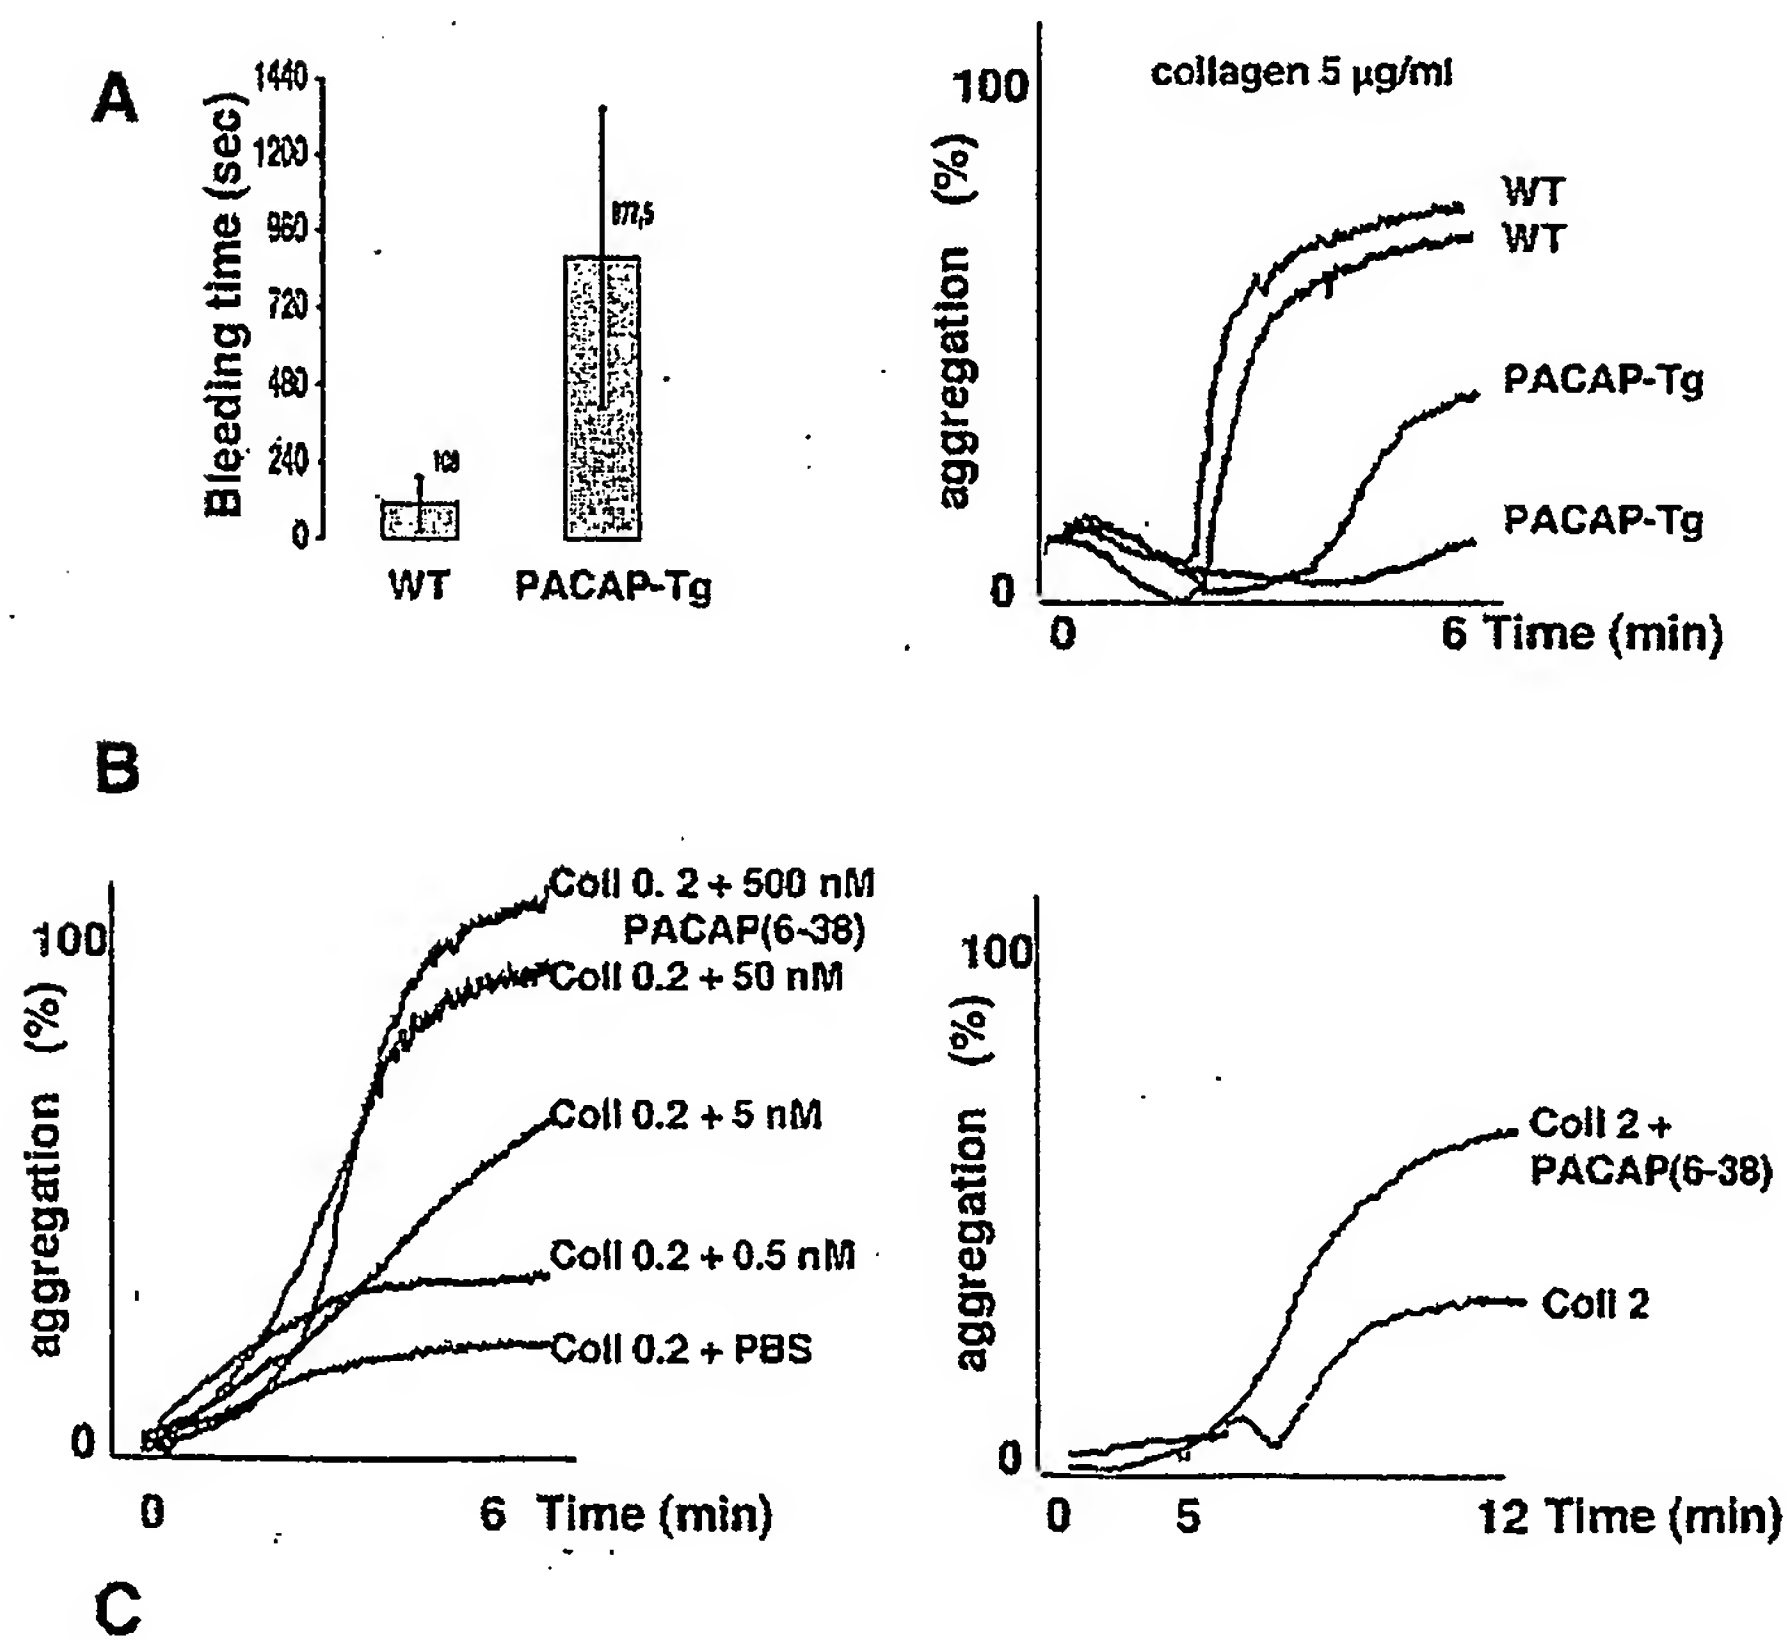 A
Bleeding time (sec)
1440
1200
960
720
480
240
0
877,5
WT
PACAP-Tg
collagen 5 µg/ml
aggregation (%)
100
0
WT
WT
PACAP-Tg
PACAP-Tg
0
6 Time (min)
B
aggregation (%)
100
0
Coll 0. 2 + 500 nM
PACAP(6-38)
Coll 0.2 + 50 nM
Coll 0.2 + 5 nM
Coll 0.2 + 0.5 nM
Coll 0.2 + PBS
0
6 Time (min)
aggregation (%)
100
0
Coll 2 +
PACAP(6-38)
Coll 2
0
5
12 Time (min)
C